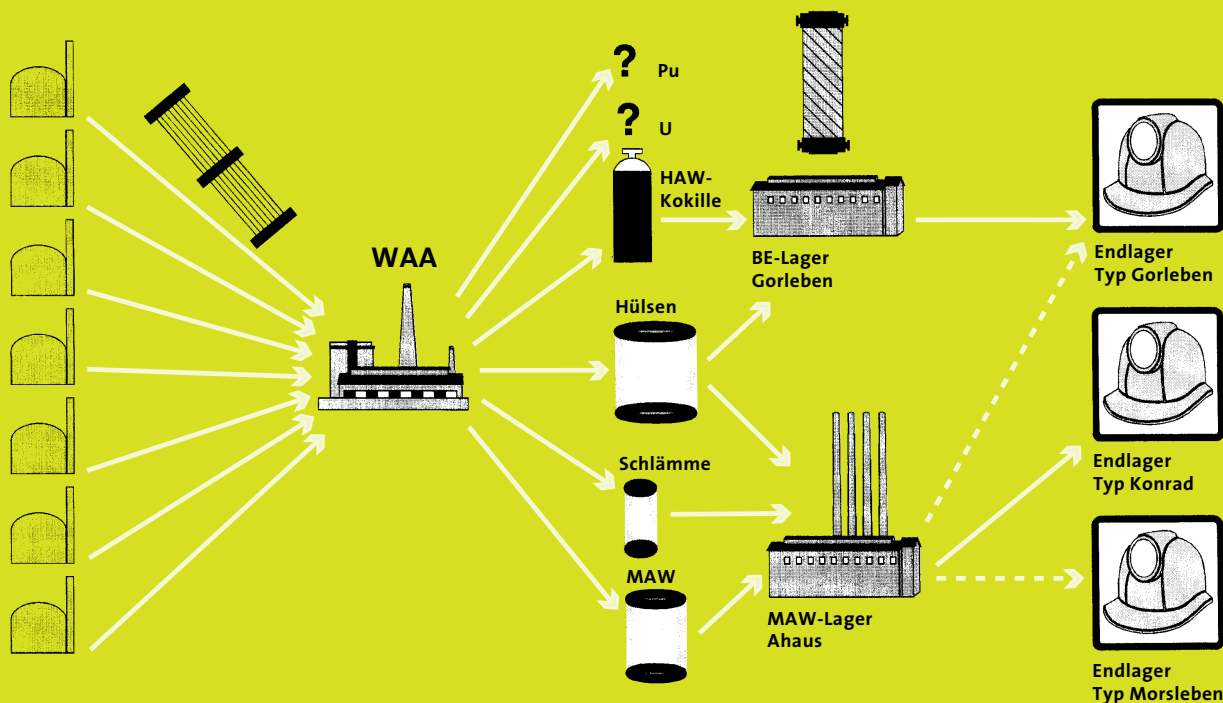 ?
Pu
?
U
HAW-
Kokille
WAA
BE-Lager
Gorleben
Hülsen
Schlämme
MAW
MAW-Lager
Ahaus
Endlager
Typ Gorleben
Endlager
Typ Konrad
Endlager
Typ Morsleben